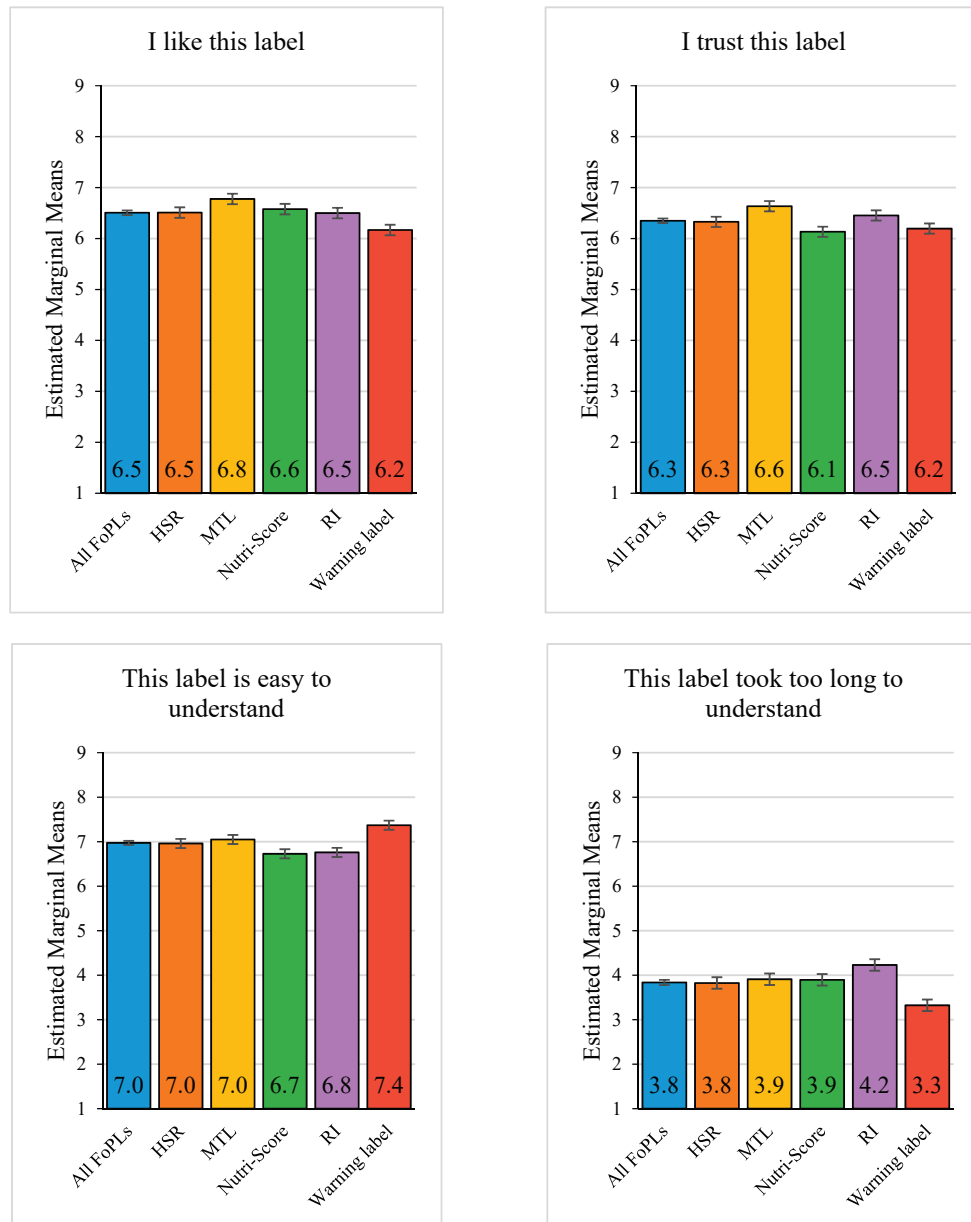 I like this label
Estimated Marginal Means
9
8
7
6
5
4
3
2
1
6.5 6.5 6.8 6.6 6.5 6.2
All FoPLs HSR MTL Nutri-Score RI Warning label
I trust this label
Estimated Marginal Means
9
8
7
6
5
4
3
2
1
6.3 6.3 6.6 6.1 6.5 6.2
All FoPLs HSR MTL Nutri-Score RI Warning label
This label is easy to
understand
Estimated Marginal Means
9
8
7
6
5
4
3
2
1
7.0 7.0 7.0 6.7 6.8 7.4
All FoPLs HSR MTL Nutri-Score RI Warning label
This label took too long to
understand
Estimated Marginal Means
9
8
7
6
5
4
3
2
1
3.8 3.8 3.9 3.9 4.2 3.3
All FoPLs HSR MTL Nutri-Score RI Warning label